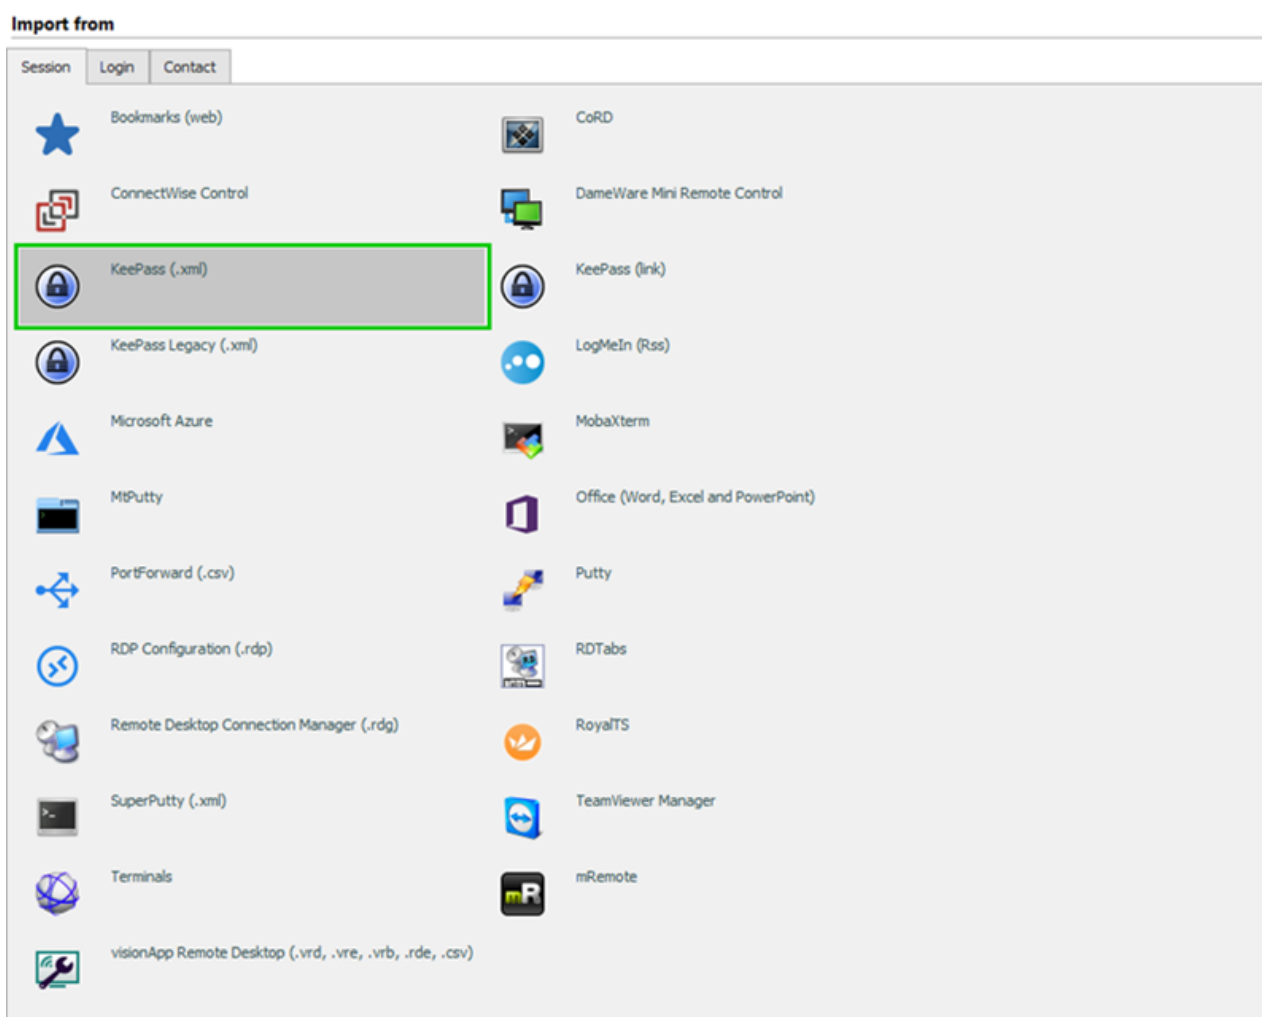 Import from
Session Login Contact
Bookmarks (web) CoRD
ConnectWise Control DameWare Mini Remote Control
KeePass (.xml) KeePass (link)
KeePass Legacy (.xml) LogMeIn (Rss)
Microsoft Azure MobaXterm
MtPutty Office (Word, Excel and PowerPoint)
PortForward (.csv) Putty
RDP Configuration (.rdp) RDTabs
Remote Desktop Connection Manager (.rdg) RoyalTS
SuperPutty (.xml) TeamViewer Manager
Terminals mRemote
mR
visionApp Remote Desktop (.vrd, .vre, .vrb, .rde, .csv)